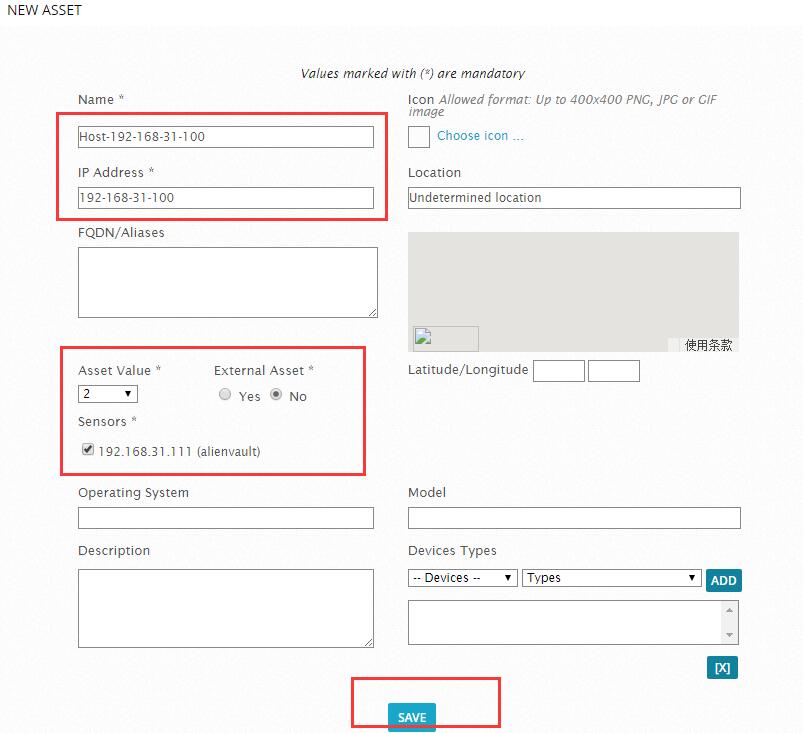 NEW ASSET
Values marked with (*) are mandatory
Name *
Icon Allowed format: Up to 400x400 PNG, JPG or GIF
image
Host-192-168-31-100
Choose icon ...
IP Address *
Location
192-168-31-100
Undetermined location
FQDN/Aliases
使用条款
Asset Value *
External Asset *
Latitude/Longitude
2
Yes
No
Sensors *
192.168.31.111 (alienvault)
Operating System
Model
Description
Devices Types
-- Devices --
Types
ADD
[X]
SAVE